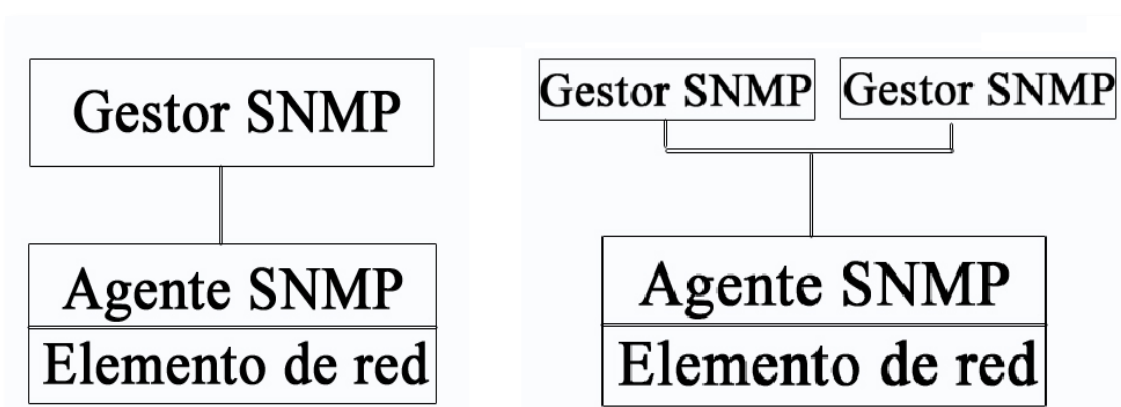 Gestor SNMP
Agente SNMP
Elemento de red
Gestor SNMP
Gestor SNMP
Agente SNMP
Elemento de red